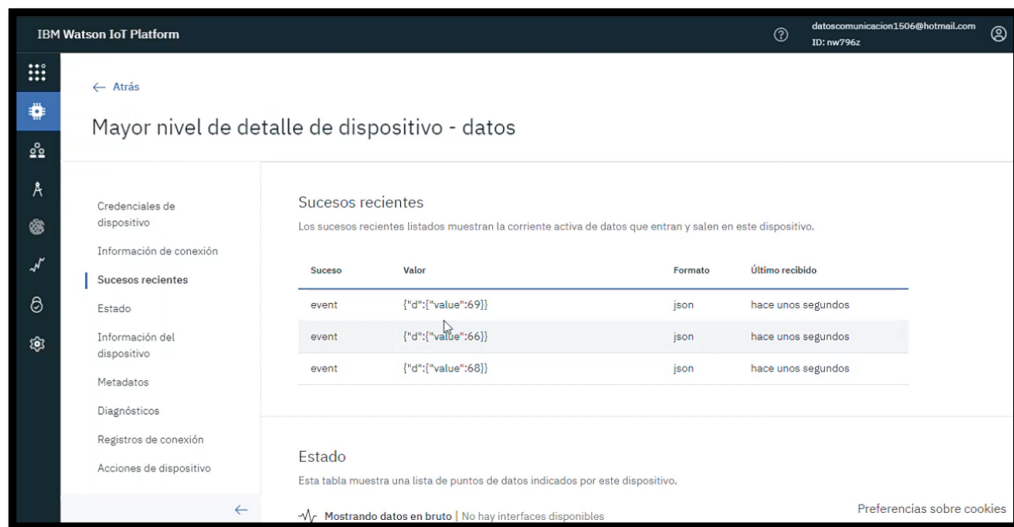 IBM Watson IoT Platform
datoscomunicacion1506@hotmail.com
ID: nw796z
Atrás
Mayor nivel de detalle de dispositivo - datos
Credenciales de
dispositivo
Información de conexión
Sucesos recientes
Estado
Información del
dispositivo
Metadatos
Diagnósticos
Registros de conexión
Acciones de dispositivo
Sucesos recientes
Los sucesos recientes listados muestran la corriente activa de datos que entran y salen en este dispositivo.
Suceso Valor Formato Último recibido
event {"d":{"value":69}} json hace unos segundos
event {"d":{"value":66}} json hace unos segundos
event {"d":{"value":68}} json hace unos segundos
Estado
Esta tabla muestra una lista de puntos de datos indicados por este dispositivo.
Mostrando datos en bruto | No hay interfaces disponibles
Preferencias sobre cookies